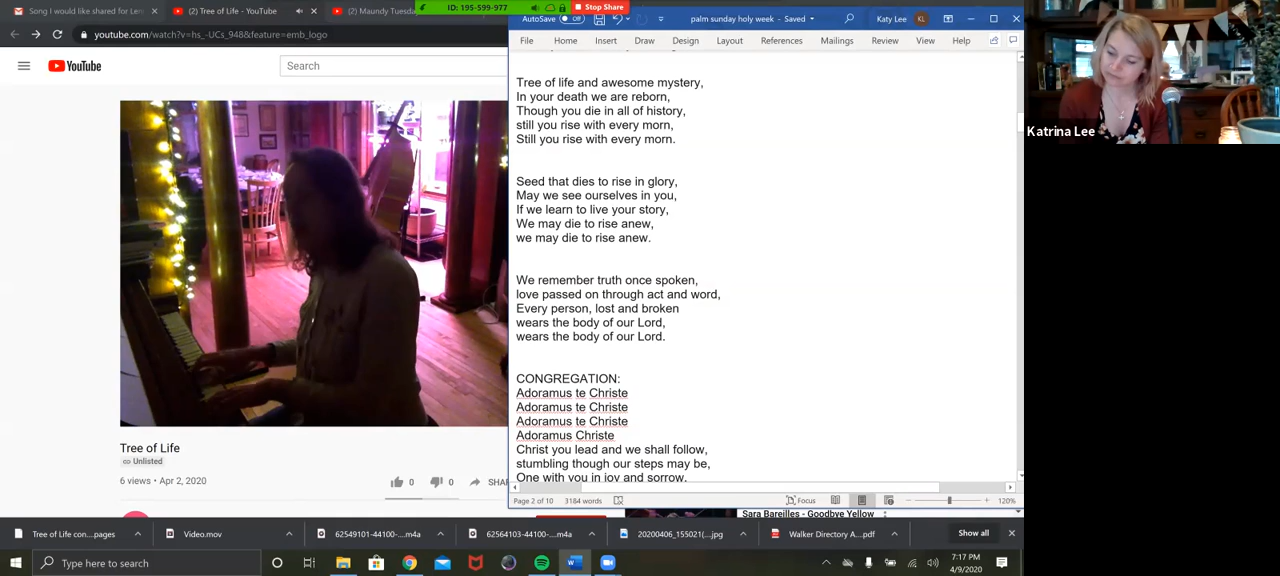 Song I would like shared for Len
(2) Tree of Life - YouTube
(2) Maundy Tuesda
ID: 195-599-977
Stop Share
AutoSave Off
palm sunday holy week - Saved
Katy Lee KL
youtube.com/watch?v=hs_-UCs_948&feature=emb_logo
File Home Insert Draw Design Layout References Mailings Review View Help
YouTube
Search
Tree of life and awesome mystery,
In your death we are reborn,
Though you die in all of history,
still you rise with every morn,
Still you rise with every morn.
Seed that dies to rise in glory,
May we see ourselves in you,
If we learn to live your story,
We may die to rise anew,
we may die to rise anew.
We remember truth once spoken,
love passed on through act and word,
Every person, lost and broken
wears the body of our Lord,
wears the body of our Lord.
CONGREGATION:
Adoramus te Christe
Adoramus te Christe
Adoramus te Christe
Adoramus Christe
Christ you lead and we shall follow,
stumbling though our steps may be,
One with you in joy and sorrow,
Page 2 of 10 3184 words
Focus
120%
Katrina Lee
Tree of Life
Unlisted
6 views • Apr 2, 2020
0
0
SHA
Sara Bareilles - Goodbye Yellow
Tree of Life con....pages
Video.mov
62549101-44100-....m4a
62564103-44100-....m4a
20200406_155021(....jpg
Walker Directory A...pdf
Show all
Type here to search
7:17 PM
4/9/2020